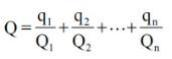 Q = q₁/Q₁ + q₂/Q₂ + ⋯ + qₙ/Qₙ